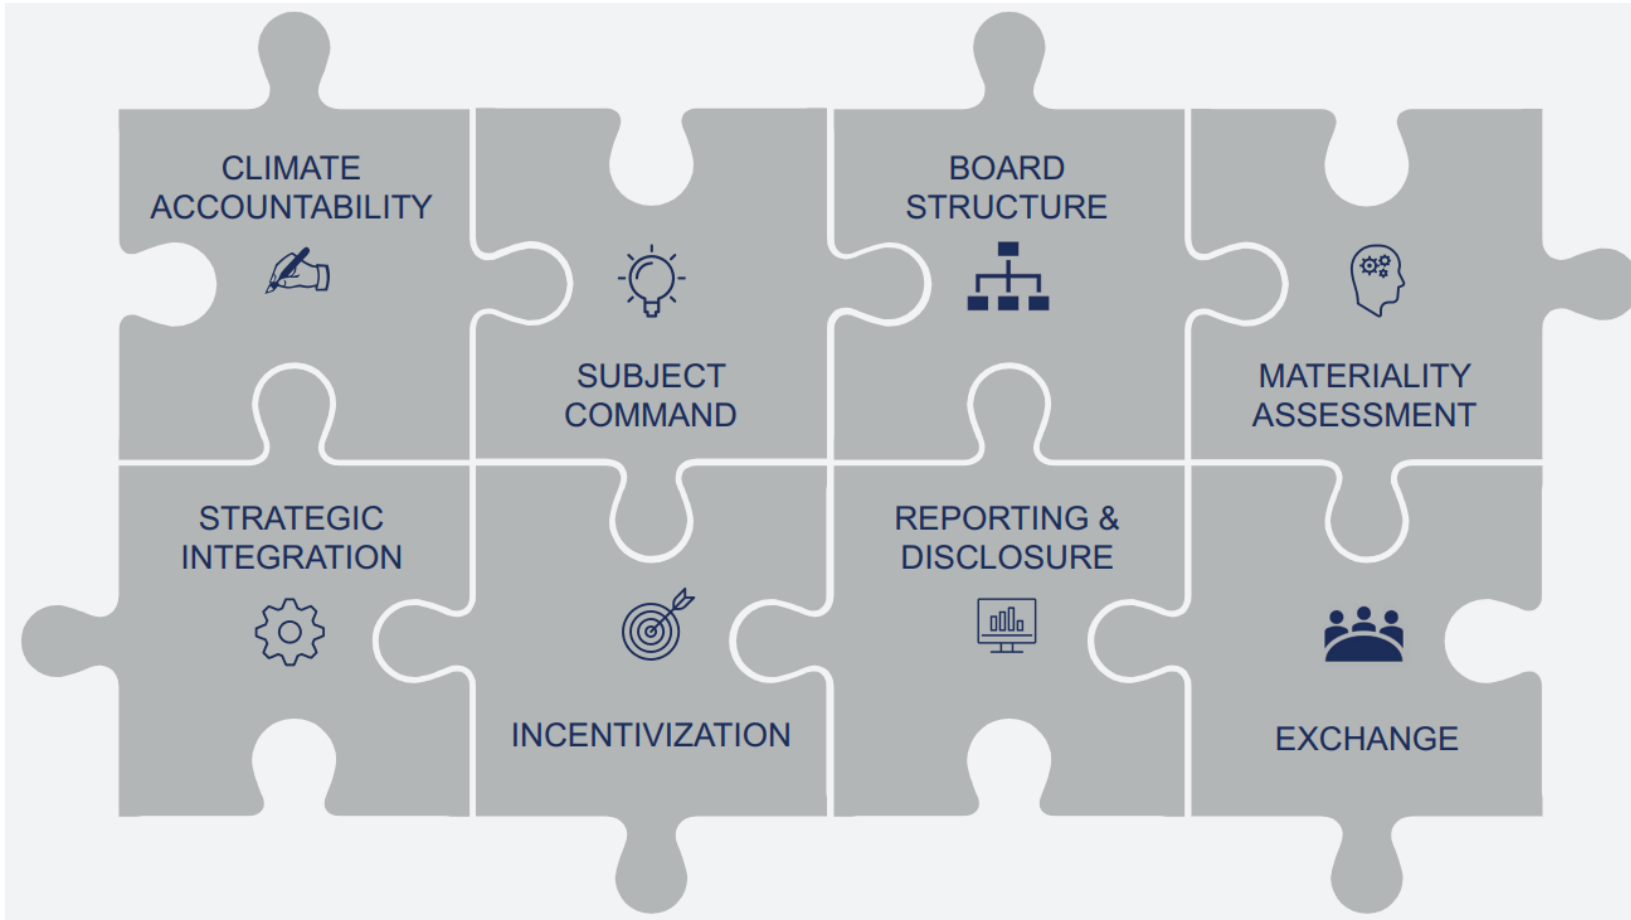 CLIMATE
ACCOUNTABILITY
SUBJECT
COMMAND
BOARD
STRUCTURE
MATERIALITY
ASSESSMENT
STRATEGIC
INTEGRATION
INCENTIVIZATION
REPORTING &
DISCLOSURE
EXCHANGE